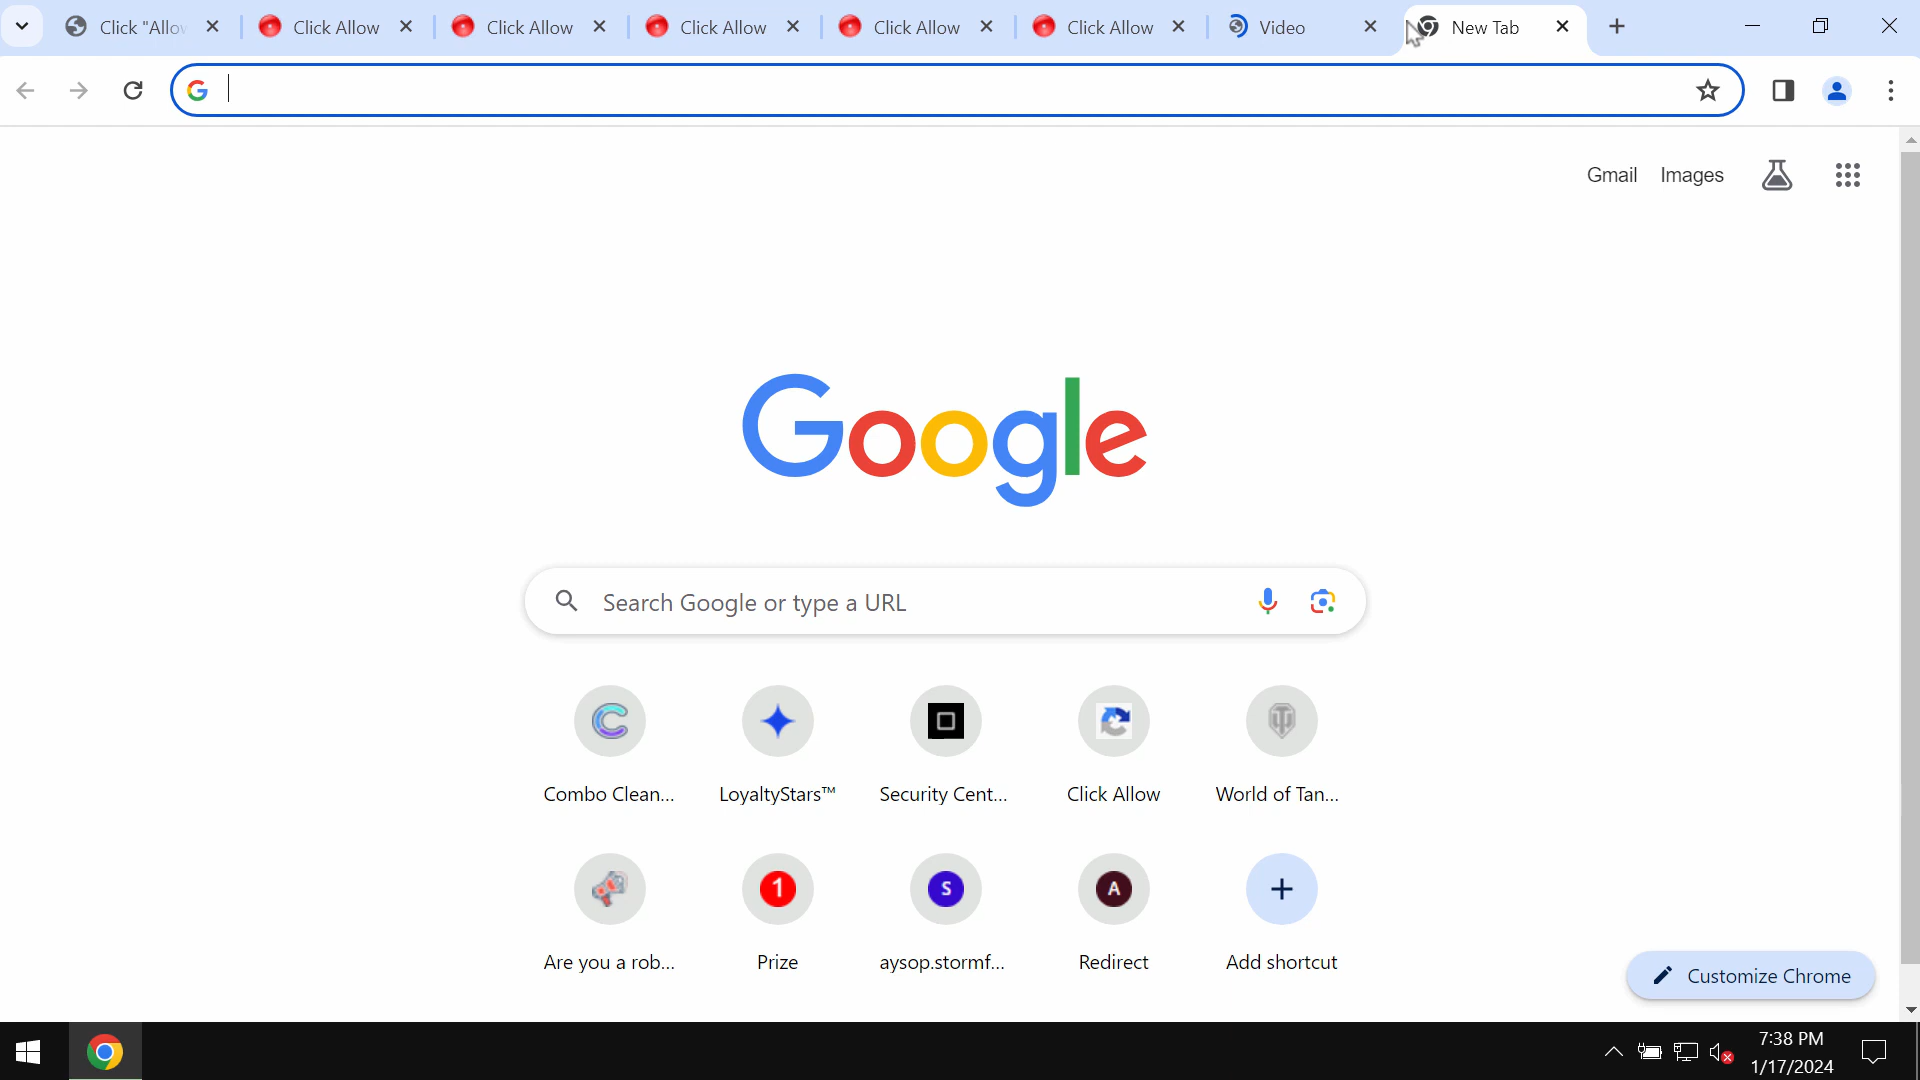 Click "Allow
Click Allow
Click Allow
Click Allow
Click Allow
Click Allow
Video
New Tab
Gmail
Images
Google
Search Google or type a URL
Combo Clean...
LoyaltyStars™
Security Cent...
Click Allow
World of Tan...
1
S
A
Are you a rob...
Prize
aysop.stormf...
Redirect
Add shortcut
Customize Chrome
7:38 PM
1/17/2024